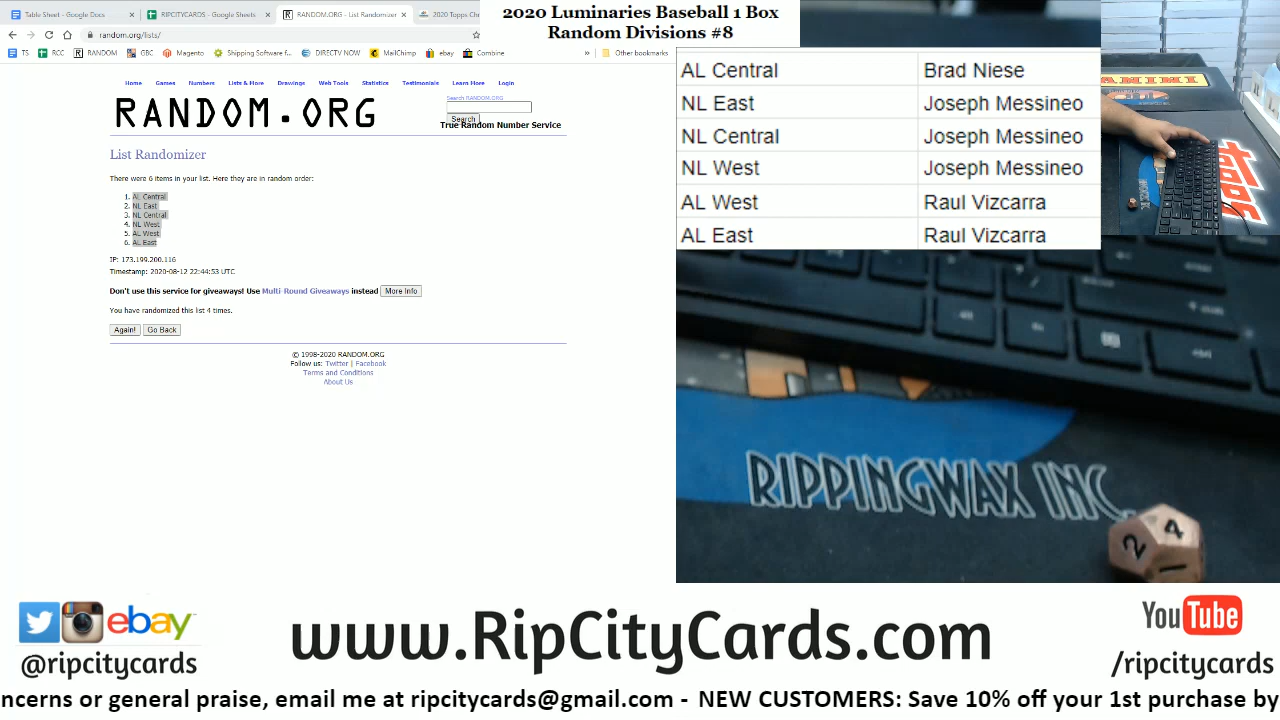 Table Sheet - Google Docs
RIPCITYCARDS - Google Sheets
RANDOM.ORG - List Randomizer
2020 Topps Che
random.org/lists/
TS
RCC
RANDOM
GBC
Magento
Shipping Software f...
DIRECTV NOW
MailChimp
ebay
Combine
»
Other bookmarks
2020 Luminaries Baseball 1 Box
Random Divisions #8
Home Games Numbers Lists & More Drawings Web Tools Statistics Testimonials Learn More Login
RANDOM.ORG
Search RANDOM.ORG
Search
True Random Number Service
List Randomizer
There were 6 items in your list. Here they are in random order:
1. AL Central
2. NL East
3. NL Central
4. NL West
5. AL West
6. AL East
IP: 173.199.200.116
Timestamp: 2020-08-12 22:44:53 UTC
Don't use this service for giveaways! Use Multi-Round Giveaways instead More Info
You have randomized this list 4 times.
Again! Go Back
© 1998-2020 RANDOM.ORG
Follow us: Twitter | Facebook
Terms and Conditions
About Us
AL Central Brad Niese
NL East Joseph Messineo
NL Central Joseph Messineo
NL West Joseph Messineo
AL West Raul Vizcarra
AL East Raul Vizcarra
RIPPINGWAX INC.
2 4
1
ebay
@ripcitycards
www.RipCityCards.com
YouTube
/ripcitycards
ncerns or general praise, email me at ripcitycards@gmail.com - NEW CUSTOMERS: Save 10% off your 1st purchase by